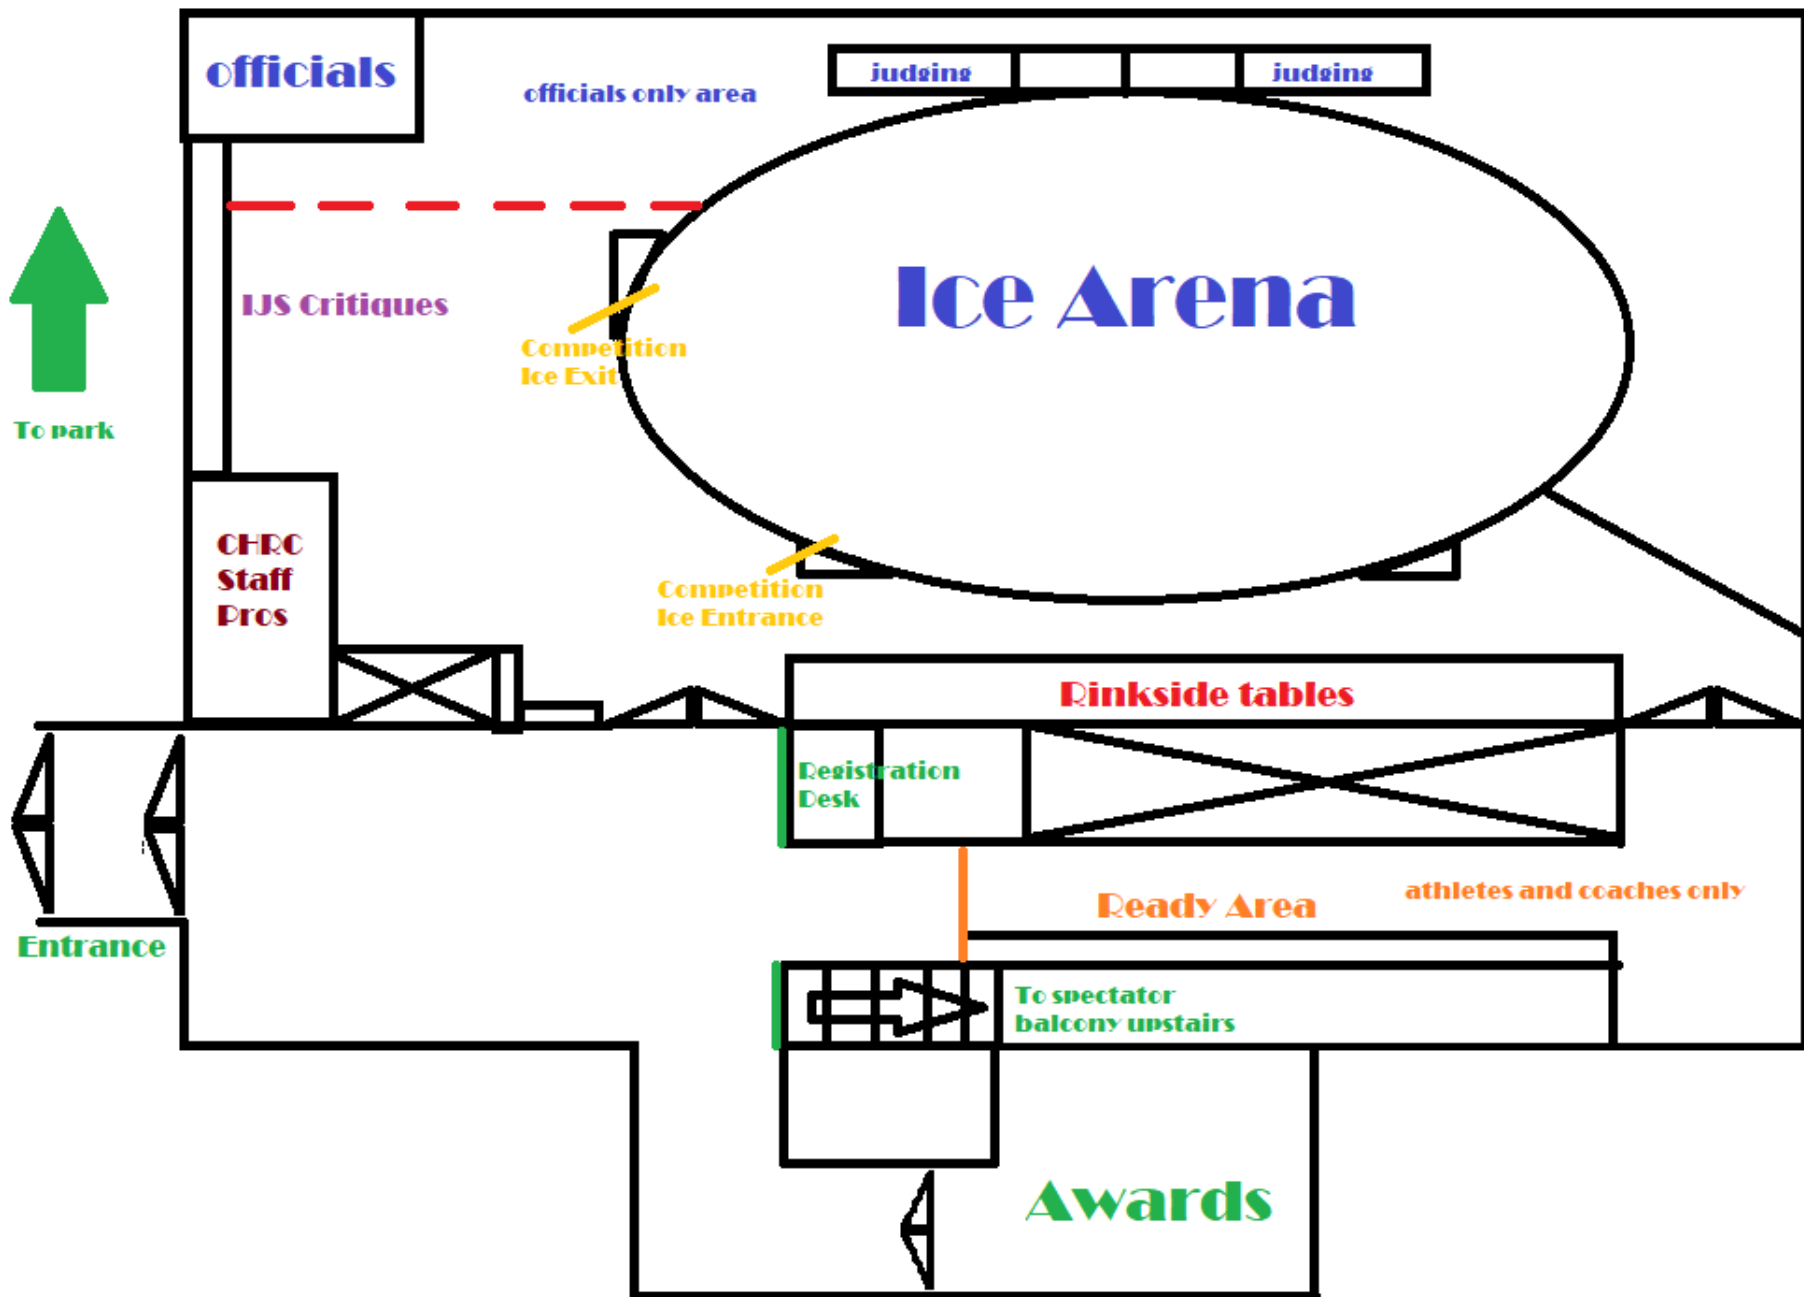 officials
officials only area
judging
judging
IJS Critiques
Ice Arena
Competition
Ice Exit
To park
CHRC
Staff
Pros
Competition
Ice Entrance
Rinkside tables
Registration
Desk
Ready Area
athletes and coaches only
Entrance
To spectator
balcony upstairs
Awards